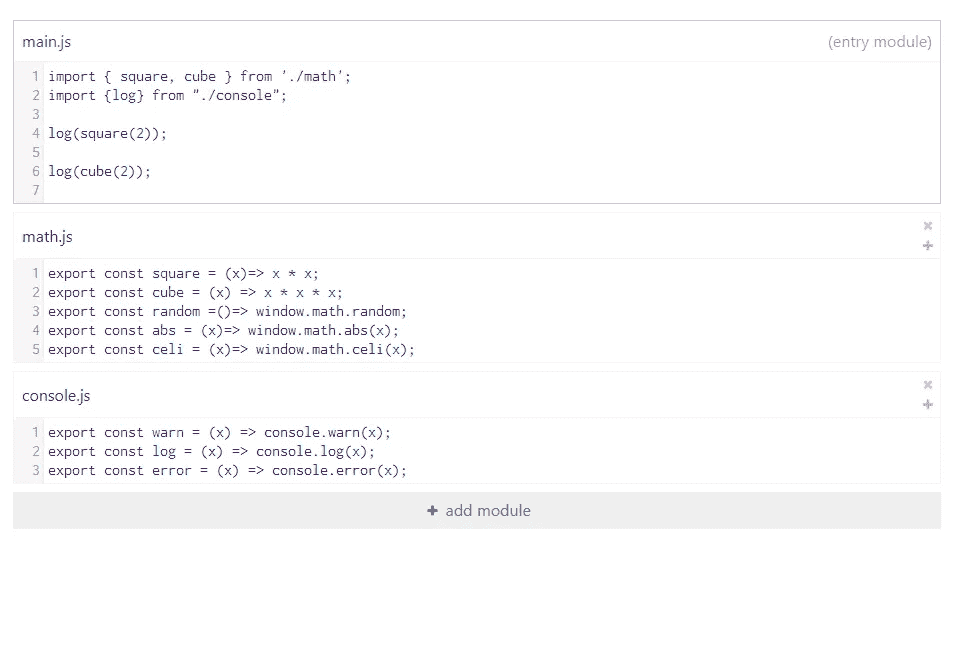 main.js (entry module)
1 import { square, cube } from './math';
2 import {log} from "./console";
3
4 log(square(2));
5
6 log(cube(2));
7
math.js
1 export const square = (x)=> x * x;
2 export const cube = (x) => x * x * x;
3 export const random =()=> window.math.random;
4 export const abs = (x)=> window.math.abs(x);
5 export const celi = (x)=> window.math.celi(x);
console.js
1 export const warn = (x) => console.warn(x);
2 export const log = (x) => console.log(x);
3 export const error = (x) => console.error(x);
+ add module